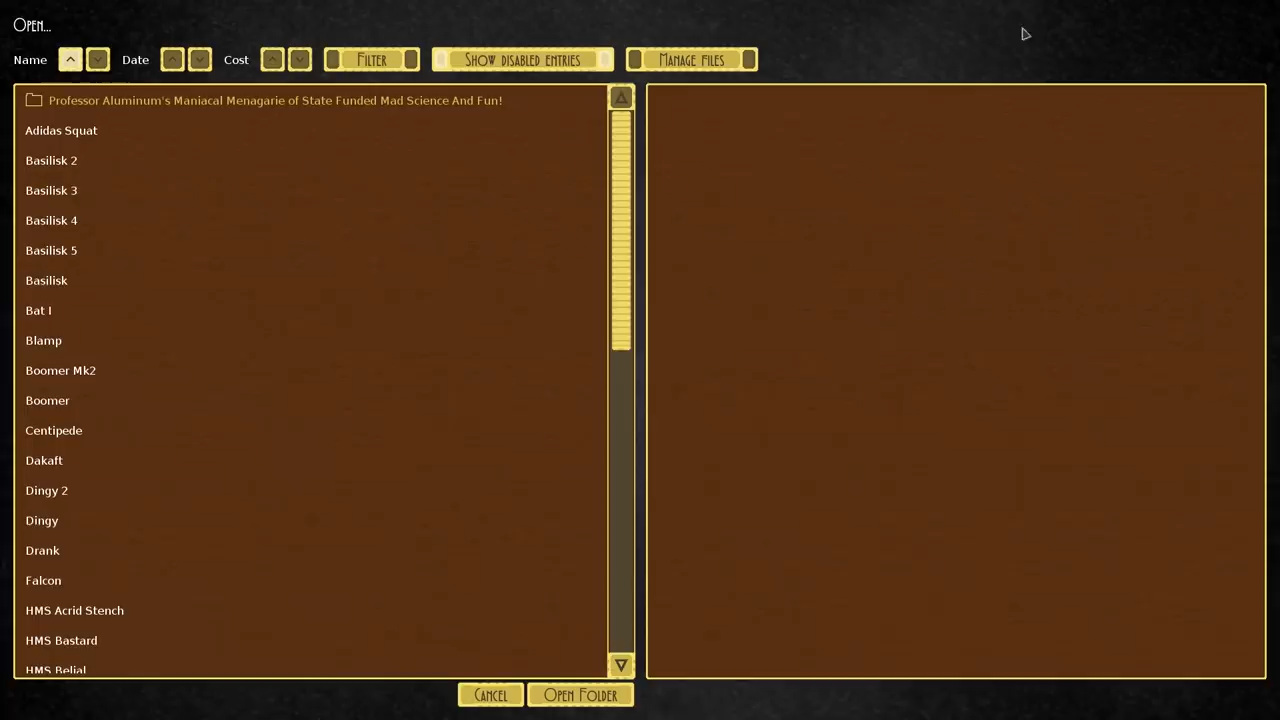 Open...
Name Date Cost Filter Show disabled entries Manage files
Professor Aluminum's Maniacal Menagarie of State Funded Mad Science And Fun!
Adidas Squat
Basilisk 2
Basilisk 3
Basilisk 4
Basilisk 5
Basilisk
Bat I
Blamp
Boomer Mk2
Boomer
Centipede
Dakaft
Dingy 2
Dingy
Drank
Falcon
HMS Acrid Stench
HMS Bastard
HMS Belial
Cancel Open Folder